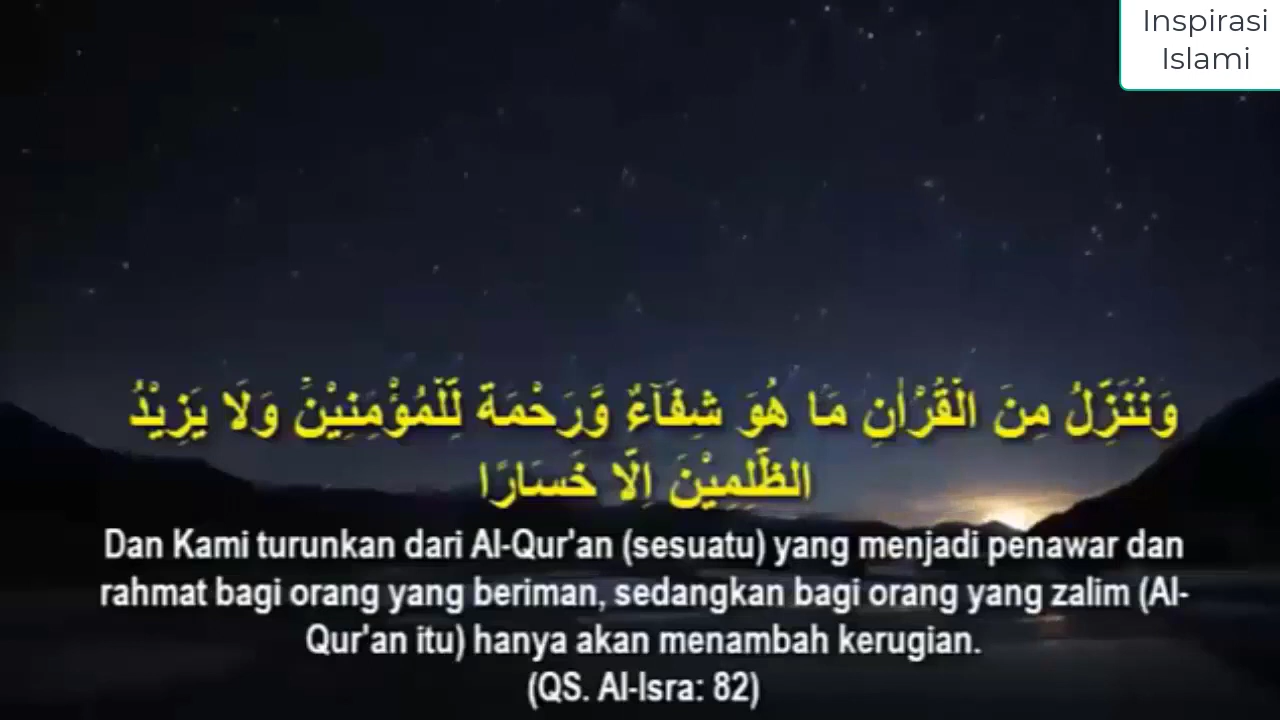 Inspirasi
Islami
وَنُنَزِّلُ مِنَ الْقُرْاٰنِ مَا هُوَ شِفَاۤءٌ وَّرَحْمَةٌ لِّلْمُؤْمِنِيْنَۙ وَلَا يَزِيْدُ
الظّٰلِمِيْنَ اِلَّا خَسَارًا
Dan Kami turunkan dari Al-Qur'an (sesuatu) yang menjadi penawar dan
rahmat bagi orang yang beriman, sedangkan bagi orang yang zalim (Al-
Qur'an itu) hanya akan menambah kerugian.
(QS. Al-Isra: 82)